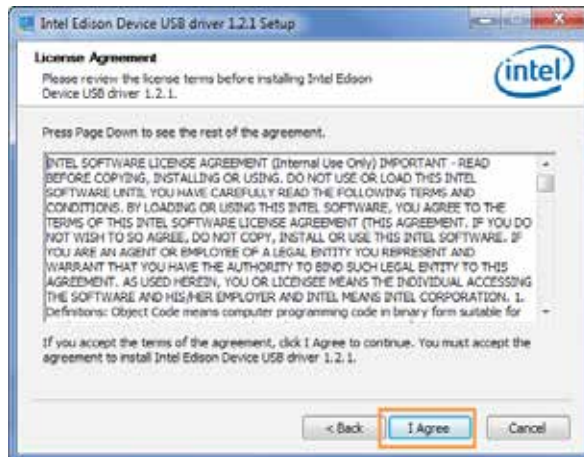 Intel Edison Device USB driver 1.2.1 Setup
License Agreement
Please review the license terms before installing Intel Edison
Device USB driver 1.2.1.
intel
Press Page Down to see the rest of the agreement.
INTEL SOFTWARE LICENSE AGREEMENT (Internal Use Only) IMPORTANT - READ
BEFORE COPYING, INSTALLING OR USING. DO NOT USE OR LOAD THIS INTEL
SOFTWARE UNTIL YOU HAVE CAREFULLY READ THE FOLLOWING TERMS AND
CONDITIONS. BY LOADING OR USING THIS INTEL SOFTWARE, YOU AGREE TO THE
TERMS OF THIS INTEL SOFTWARE LICENSE AGREEMENT (THIS AGREEMENT. IF YOU DO
NOT WISH TO SO AGREE, DO NOT COPY, INSTALL OR USE THIS INTEL SOFTWARE. IF
YOU ARE AN AGENT OR EMPLOYEE OF A LEGAL ENTITY YOU REPRESENT AND
WARRANT THAT YOU HAVE THE AUTHORITY TO BIND SUCH LEGAL ENTITY TO THIS
AGREEMENT. AS USED HEREIN, YOU OR LICENSEE MEANS THE INDIVIDUAL ACCESSING
THE SOFTWARE AND HIS/HER EMPLOYER AND INTEL MEANS INTEL CORPORATION. 1.
Definitions: Object Code means computer programming code in binary form suitable for
If you accept the terms of the agreement, click I Agree to continue. You must accept the
agreement to install Intel Edison Device USB driver 1.2.1.
< Back
I Agree
Cancel